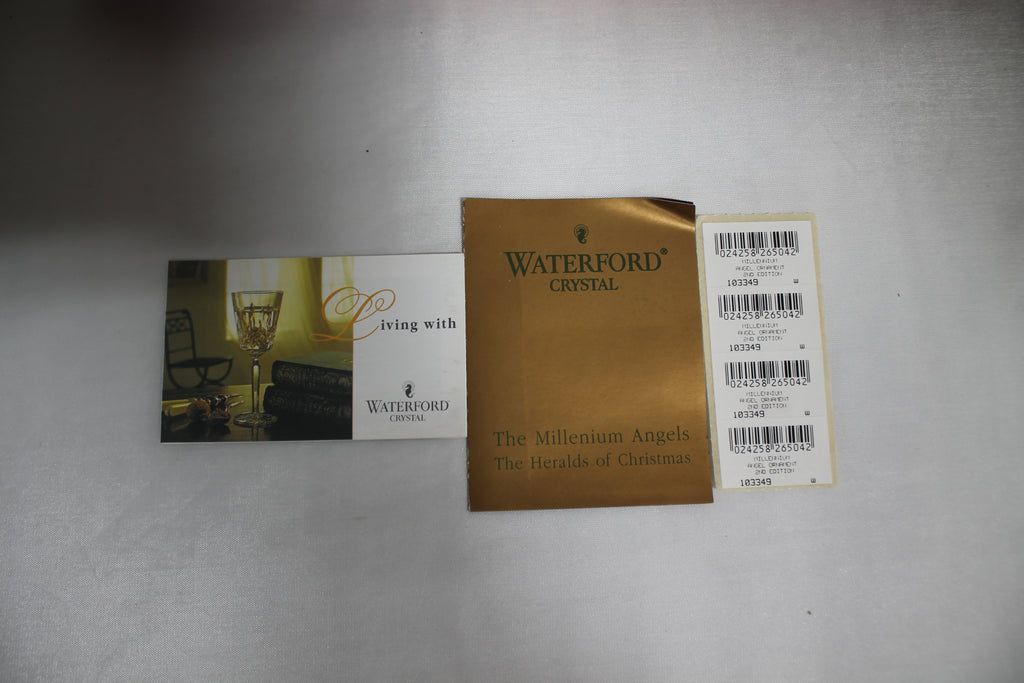 Living with
WATERFORD
CRYSTAL
WATERFORD®
CRYSTAL
The Millenium Angels
The Heralds of Christmas
024258 265042
MILLENNIUM
ANGEL ORNAMENT
2ND EDITION
103349
024258 265042
MILLENNIUM
ANGEL ORNAMENT
2ND EDITION
103349
024258 265042
MILLENNIUM
ANGEL ORNAMENT
2ND EDITION
103349
024258 265042
MILLENNIUM
ANGEL ORNAMENT
2ND EDITION
103349